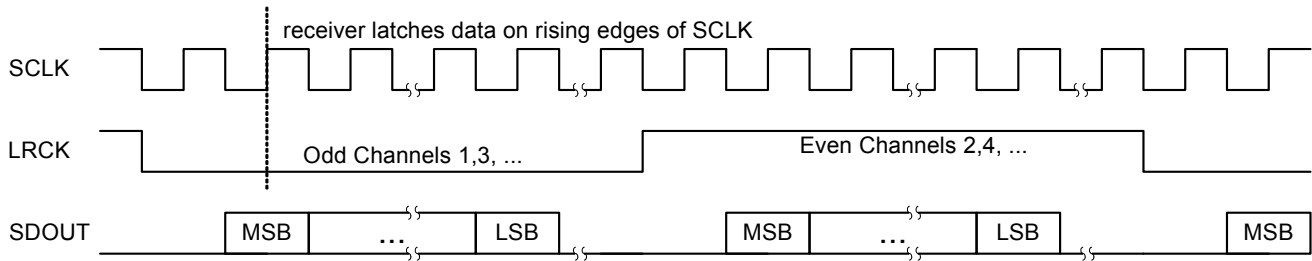 receiver latches data on rising edges of SCLK
SCLK
LRCK
Odd Channels 1,3, ...
Even Channels 2,4, ...
SDOUT
MSB
...
LSB
MSB
...
LSB
MSB